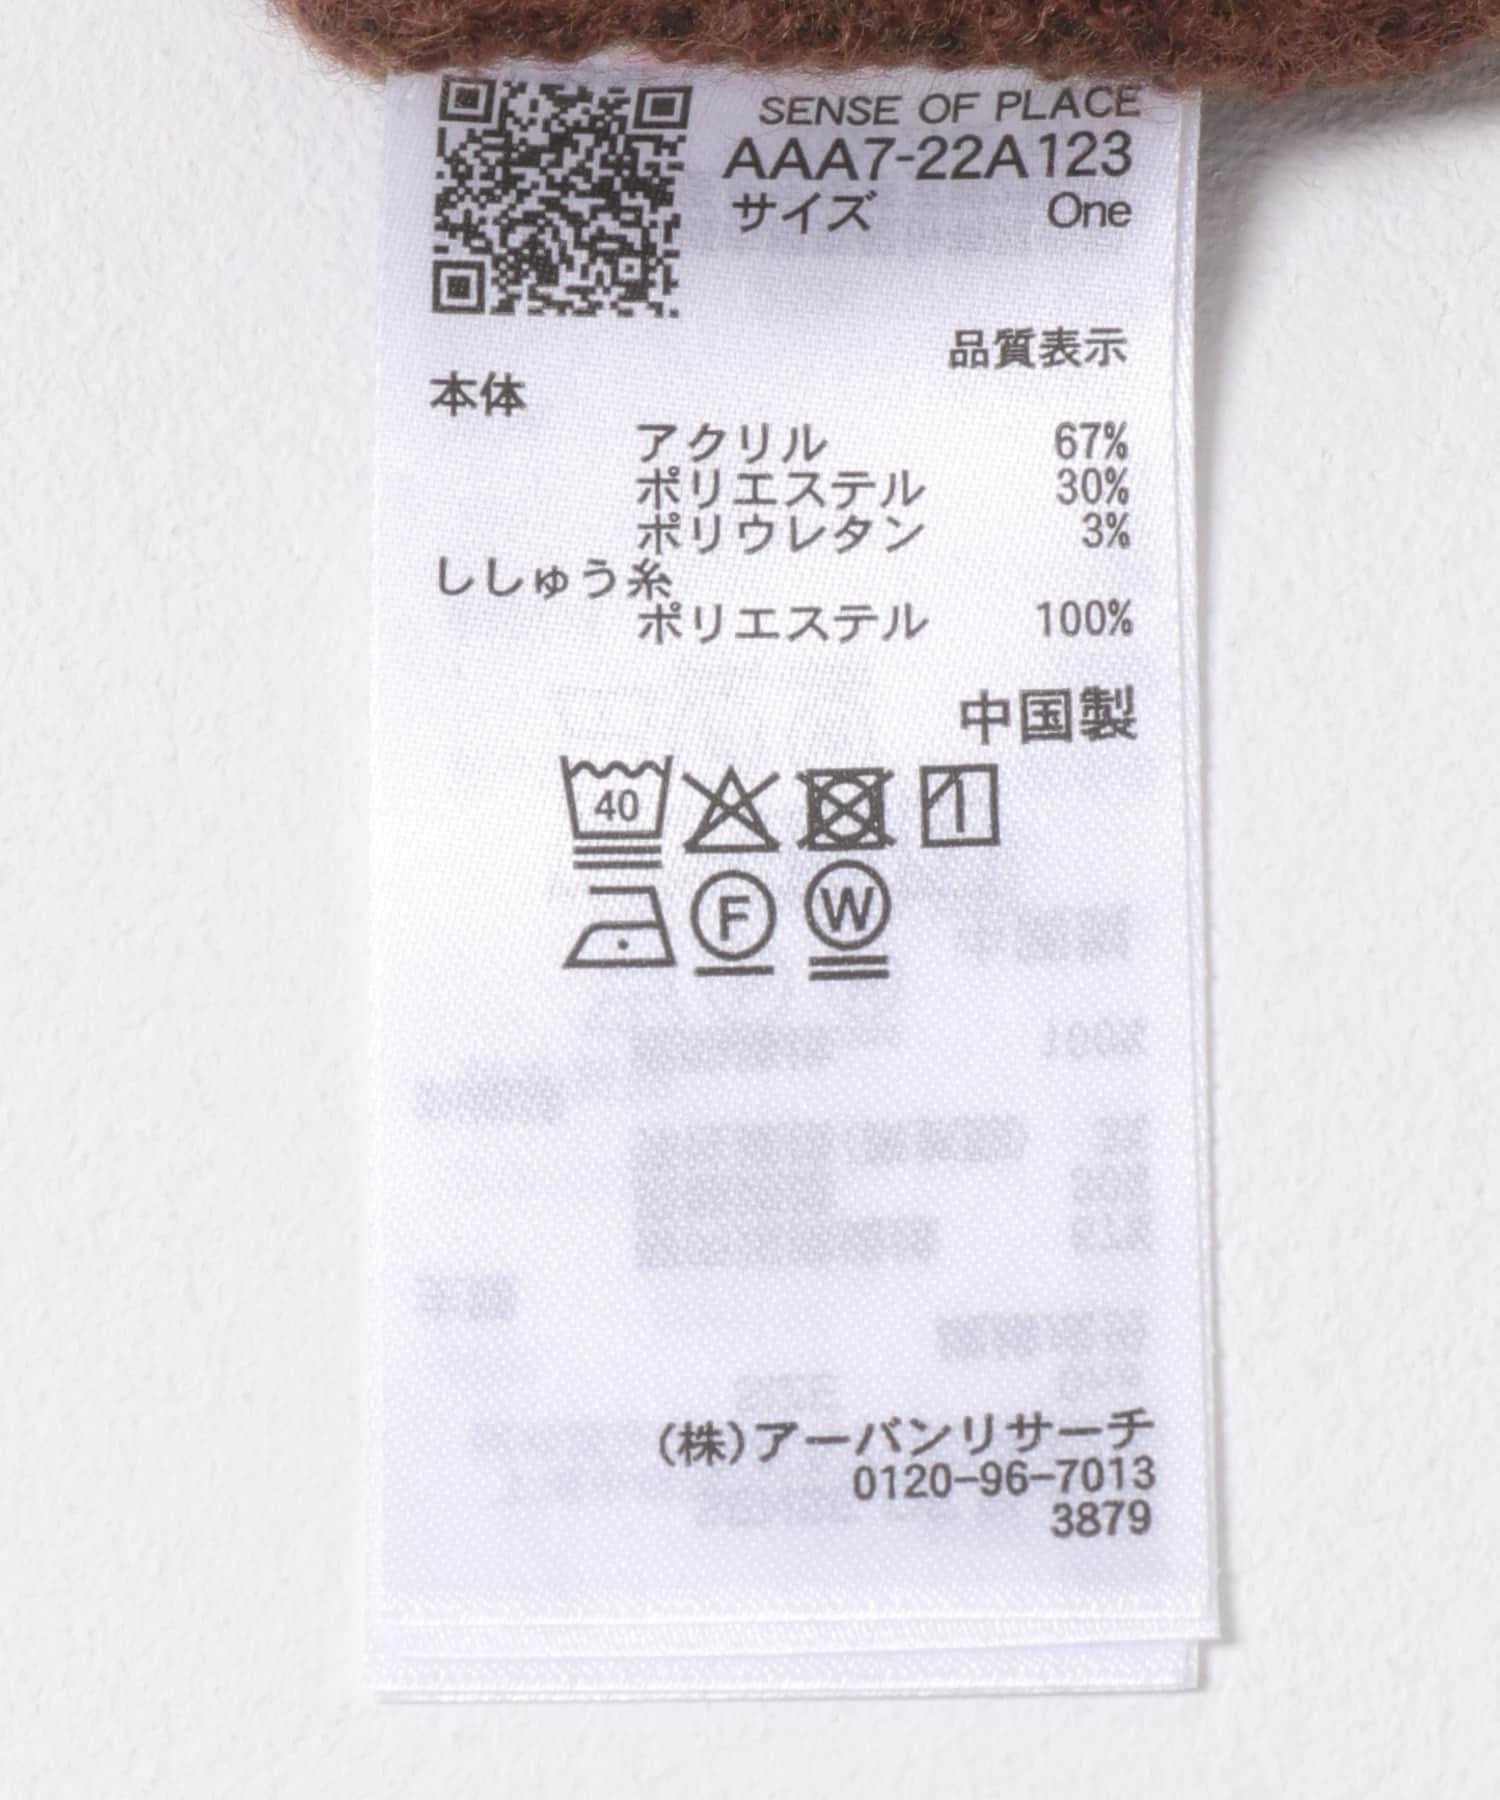 SENSE OF PLACE
AAA7-22A123
サイズ One
品質表示
本体
アクリル 67%
ポリエステル 30%
ポリウレタン 3%
ししゅう糸
ポリエステル 100%
中国製
40
F W
(株)アーバンリサーチ
0120-96-7013
3879